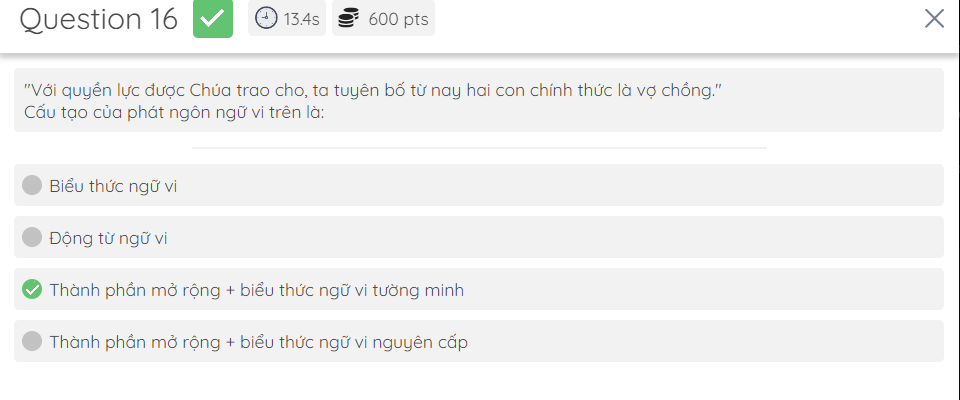 Question 16
13.4s
600 pts
"Với quyền lực được Chúa trao cho, ta tuyên bố từ nay hai con chính thức là vợ chồng."
Cấu tạo của phát ngôn ngữ vi trên là:
Biểu thức ngữ vi
Động từ ngữ vi
Thành phần mở rộng + biểu thức ngữ vi tường minh
Thành phần mở rộng + biểu thức ngữ vi nguyên cấp